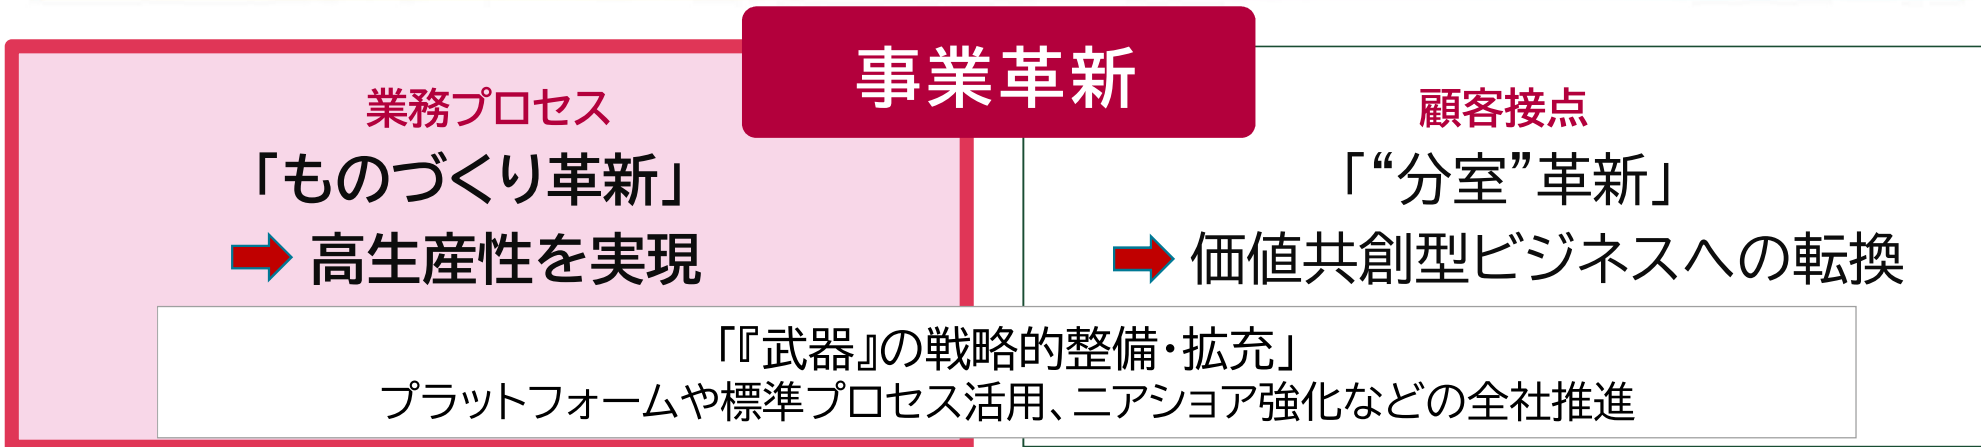 事業革新
業務プロセス
「ものづくり革新」
高生産性を実現
顧客接点
「“分室”革新」
価値共創型ビジネスへの転換
「『武器』の戦略的整備・拡充」
プラットフォームや標準プロセス活用、ニアショア強化などの全社推進